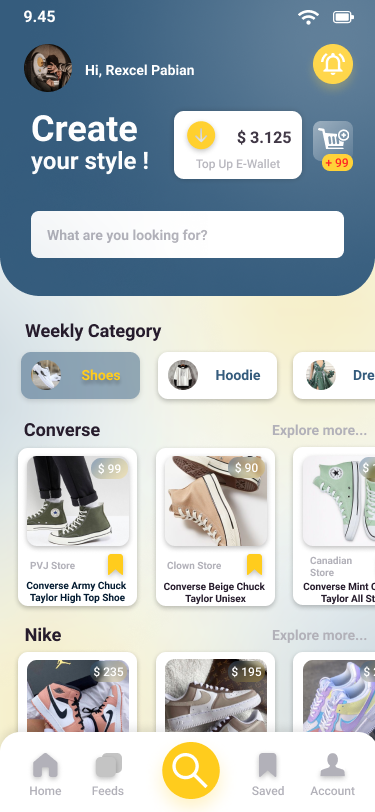 9.45
Hi, Rexcel Pabian
Create
your style !
$ 3.125
Top Up E-Wallet
+ 99
What are you looking for?
Weekly Category
Shoes
Hoodie
Dre
Converse
Explore more...
$ 99
$ 90
$
PVJ Store
Clown Store
Canadian
Store
Converse Army Chuck
Taylor High Top Shoe
Converse Beige Chuck
Taylor Unisex
Converse Mint C
Taylor All St
Nike
Explore more...
$ 235
$ 195
$
Home
Feeds
Saved
Account